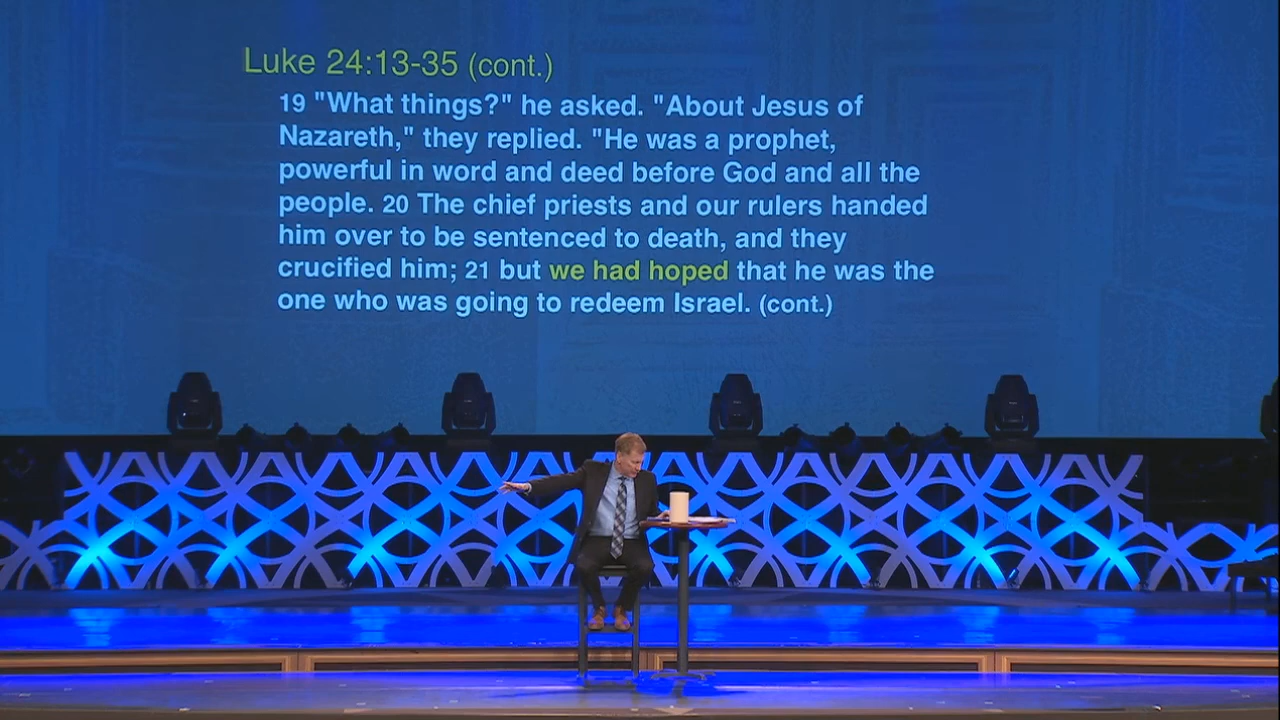 Luke 24:13-35 (cont.)
19 "What things?" he asked. "About Jesus of
Nazareth," they replied. "He was a prophet,
powerful in word and deed before God and all the
people. 20 The chief priests and our rulers handed
him over to be sentenced to death, and they
crucified him; 21 but we had hoped that he was the
one who was going to redeem Israel. (cont.)